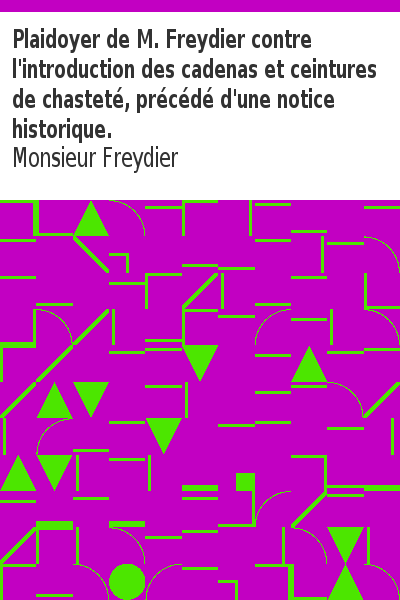 Plaidoyer de M. Freydier contre
l'introduction des cadenas et ceintures
de chasteté, précédé d'une notice
historique.
Monsieur Freydier